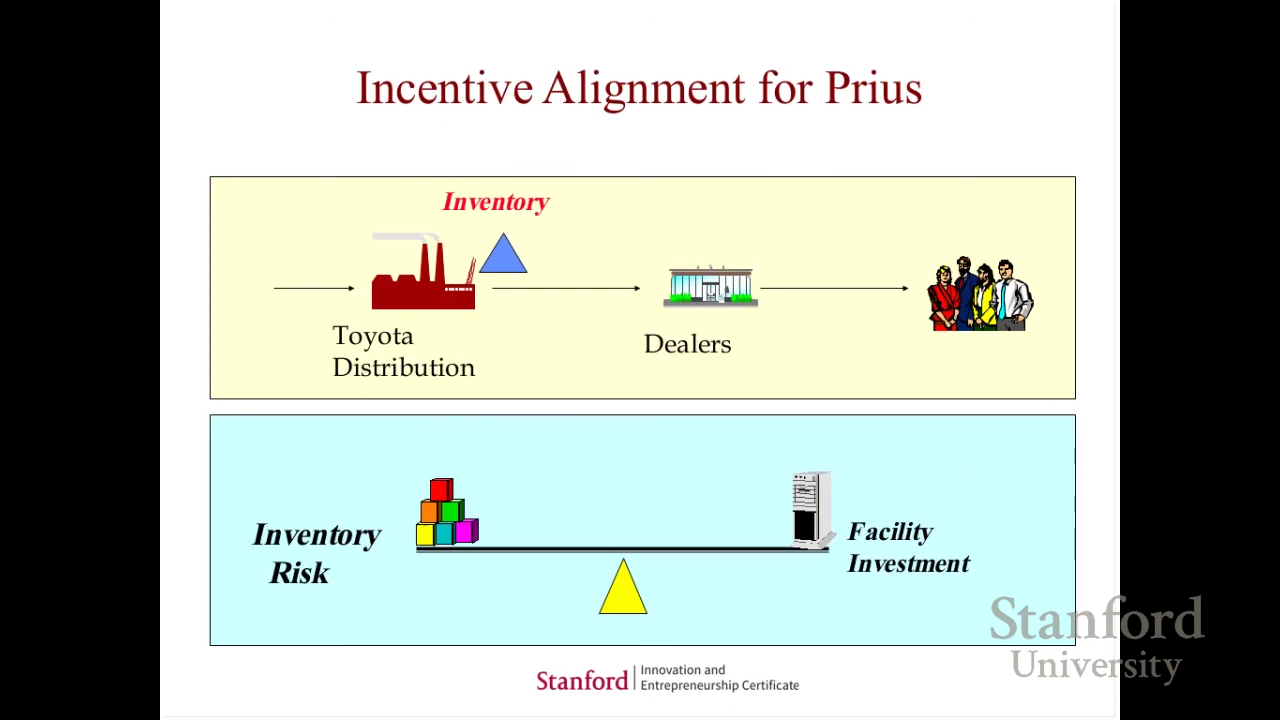 Incentive Alignment for Prius
Inventory
Toyota
Distribution
Dealers
Inventory
Risk
Facility
Investment
Stanford
University
Stanford
Innovation and
Entrepreneurship Certificate